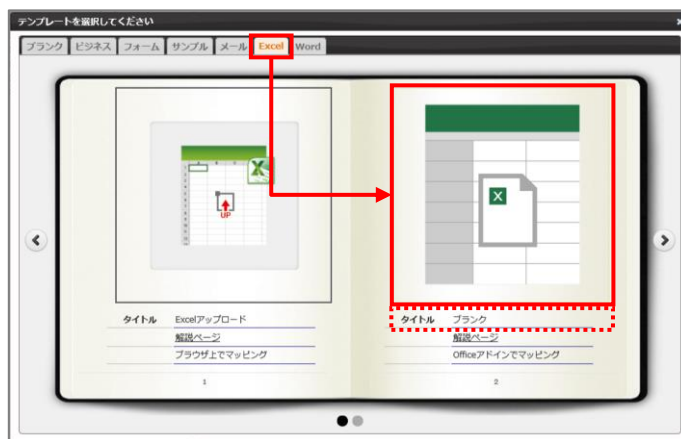 テンプレートを選択してください
ブランク ビジネス フォーム サンプル メール Excel Word
UP
タイトル Excelアップロード
解説ページ
ブラウザ上でマッピング
1
タイトル ブランク
解説ページ
Officeアドインでマッピング
2